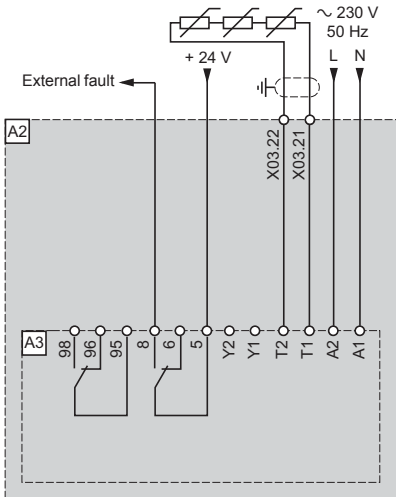 ∼ 230 V
50 Hz
+ 24 V
L N
External fault
A2
X03.22
X03.21
A3
98
96
95
8
6
5
Y2
Y1
T2
T1
A2
A1